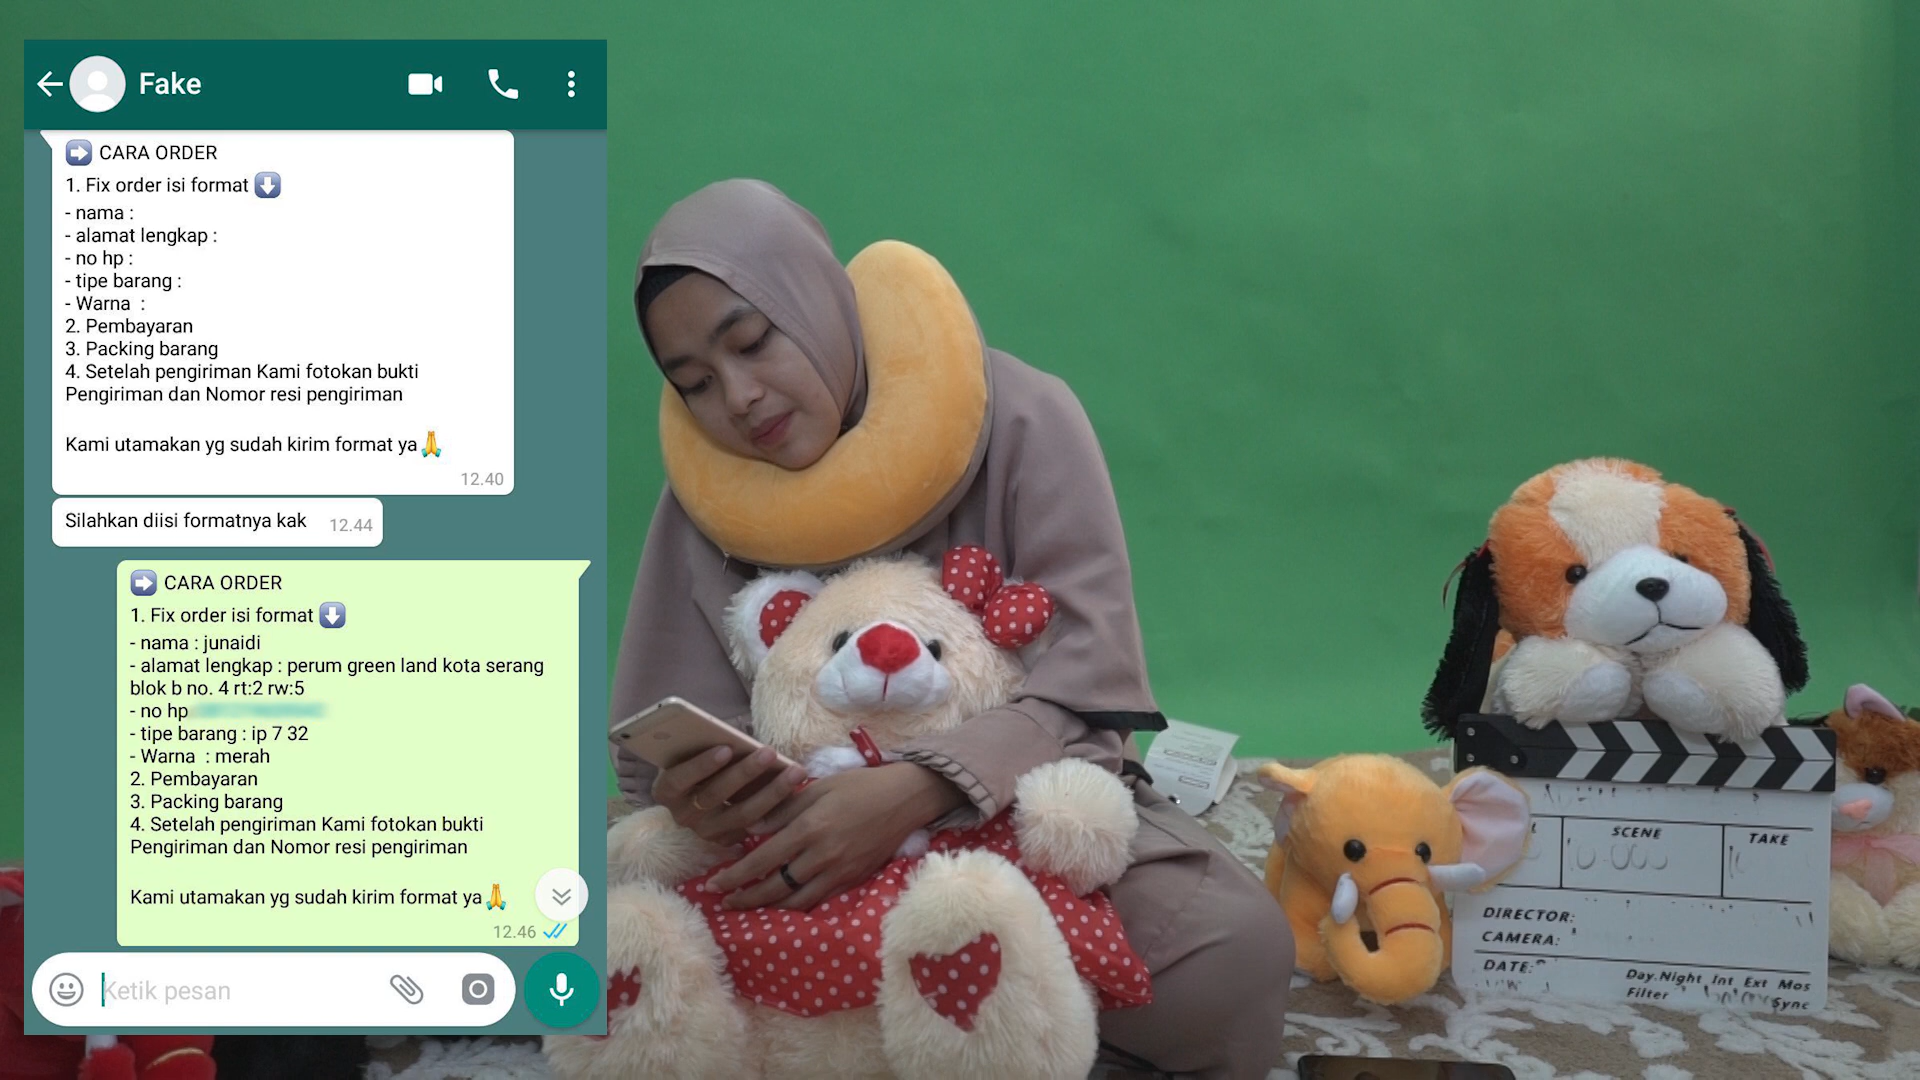 Fake
CARA ORDER
1. Fix order isi format
- nama :
- alamat lengkap :
- no hp :
- tipe barang :
- Warna  :
2. Pembayaran
3. Packing barang
4. Setelah pengiriman Kami fotokan bukti
Pengiriman dan Nomor resi pengiriman
Kami utamakan yg sudah kirim format ya
12.40
Silahkan diisi formatnya kak
12.44
CARA ORDER
1. Fix order isi format
- nama : junaidi
- alamat lengkap : perum green land kota serang
blok b no. 4 rt:2 rw:5
- no hp
- tipe barang : ip 7 32
- Warna  : merah
2. Pembayaran
3. Packing barang
4. Setelah pengiriman Kami fotokan bukti
Pengiriman dan Nomor resi pengiriman
Kami utamakan yg sudah kirim format ya
12.46
Ketik pesan
SCENE
TAKE
DIRECTOR:
CAMERA:
DATE:
Day.Night Int Ext Mos
Filter
Sync